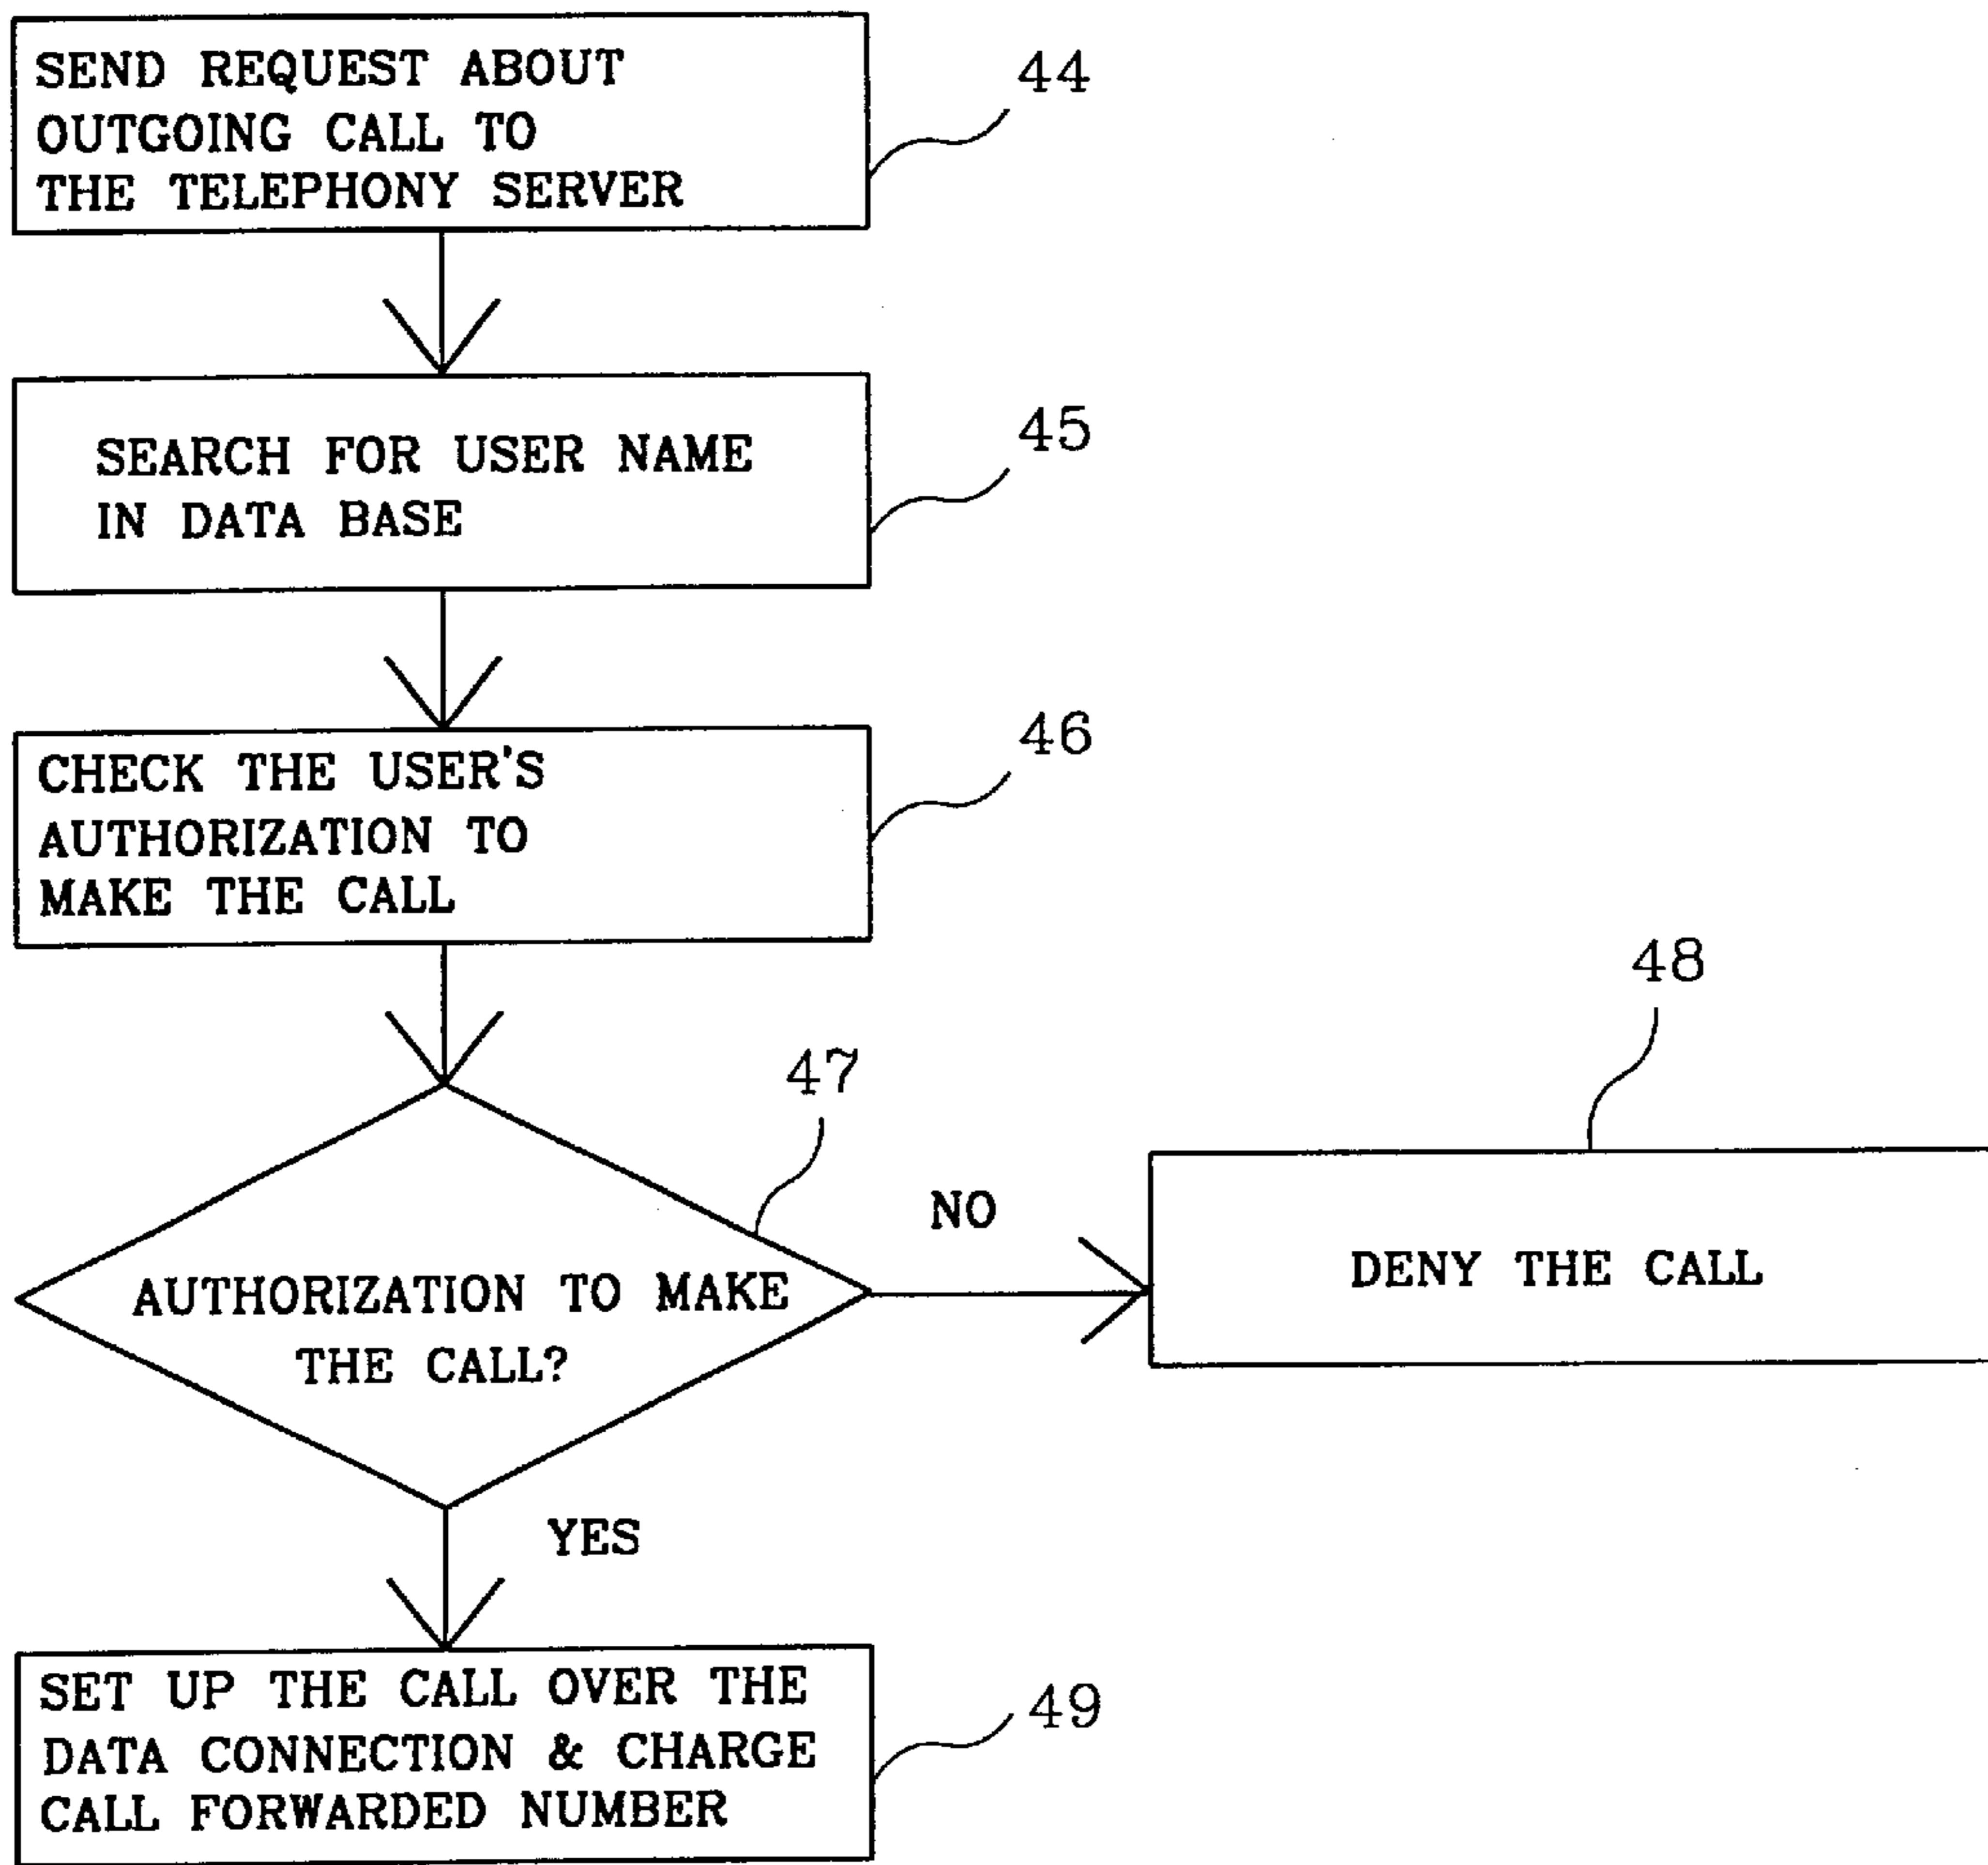 SEND REQUEST ABOUT
OUTGOING CALL TO
THE TELEPHONY SERVER
44
SEARCH FOR USER NAME
IN DATA BASE
45
CHECK THE USER'S
AUTHORIZATION TO
MAKE THE CALL
46
47
AUTHORIZATION TO MAKE
THE CALL?
NO
48
DENY THE CALL
YES
SET UP THE CALL OVER THE
DATA CONNECTION & CHARGE
CALL FORWARDED NUMBER
49